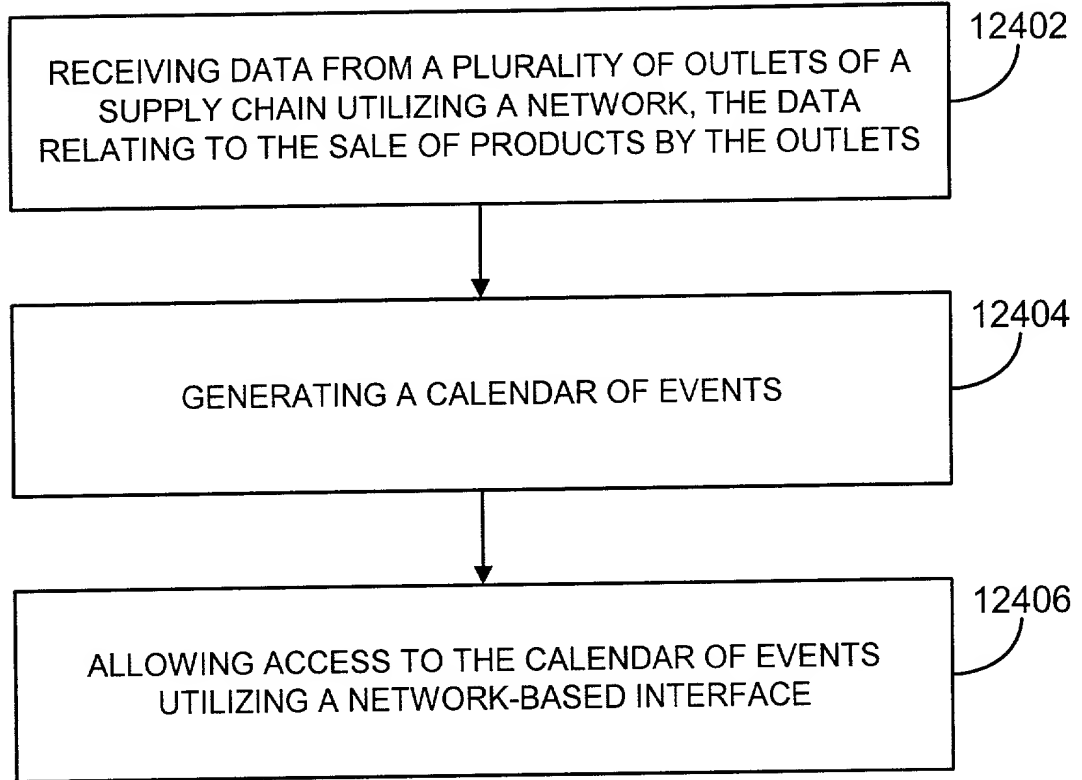 12402
RECEIVING DATA FROM A PLURALITY OF OUTLETS OF A
SUPPLY CHAIN UTILIZING A NETWORK, THE DATA
RELATING TO THE SALE OF PRODUCTS BY THE OUTLETS
12404
GENERATING A CALENDAR OF EVENTS
12406
ALLOWING ACCESS TO THE CALENDAR OF EVENTS
UTILIZING A NETWORK-BASED INTERFACE